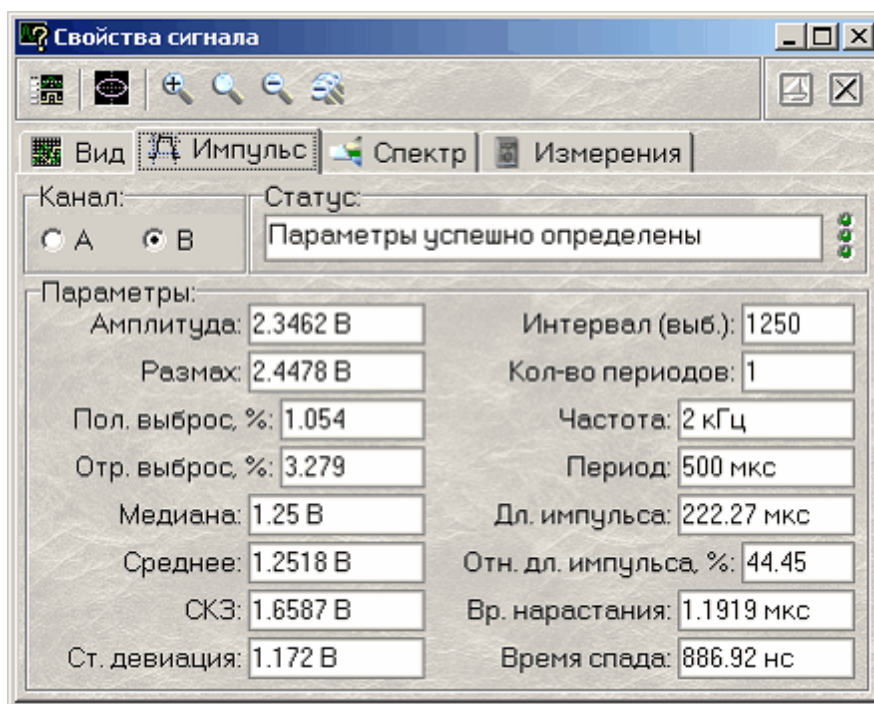 Свойства сигнала
Вид Импульс Спектр Измерения
Канал: Статус:
A B Параметры успешно определены
Параметры:
Амплитуда: 2.3462 В Интервал (выб.): 1250
Размах: 2.4478 В Кол-во периодов: 1
Пол. выброс, %: 1.054 Частота: 2 кГц
Отр. выброс, %: 3.279 Период: 500 мкс
Медиана: 1.25 В Дл. импульса: 222.27 мкс
Среднее: 1.2518 В Отн. дл. импульса, %: 44.45
СКЗ: 1.6587 В Вр. нарастания: 1.1919 мкс
Ст. девиация: 1.172 В Время спада: 886.92 нс